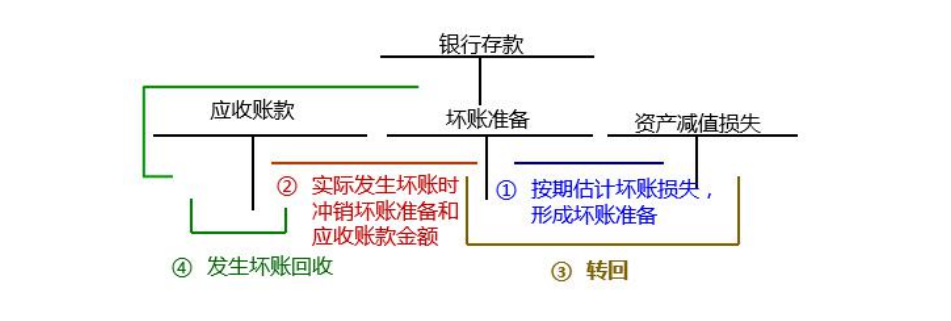 银行存款
应收账款
坏账准备
资产减值损失
② 实际发生坏账时
冲销坏账准备和
应收账款金额
① 按期估计坏账损失，
形成坏账准备
④ 发生坏账回收
③ 转回